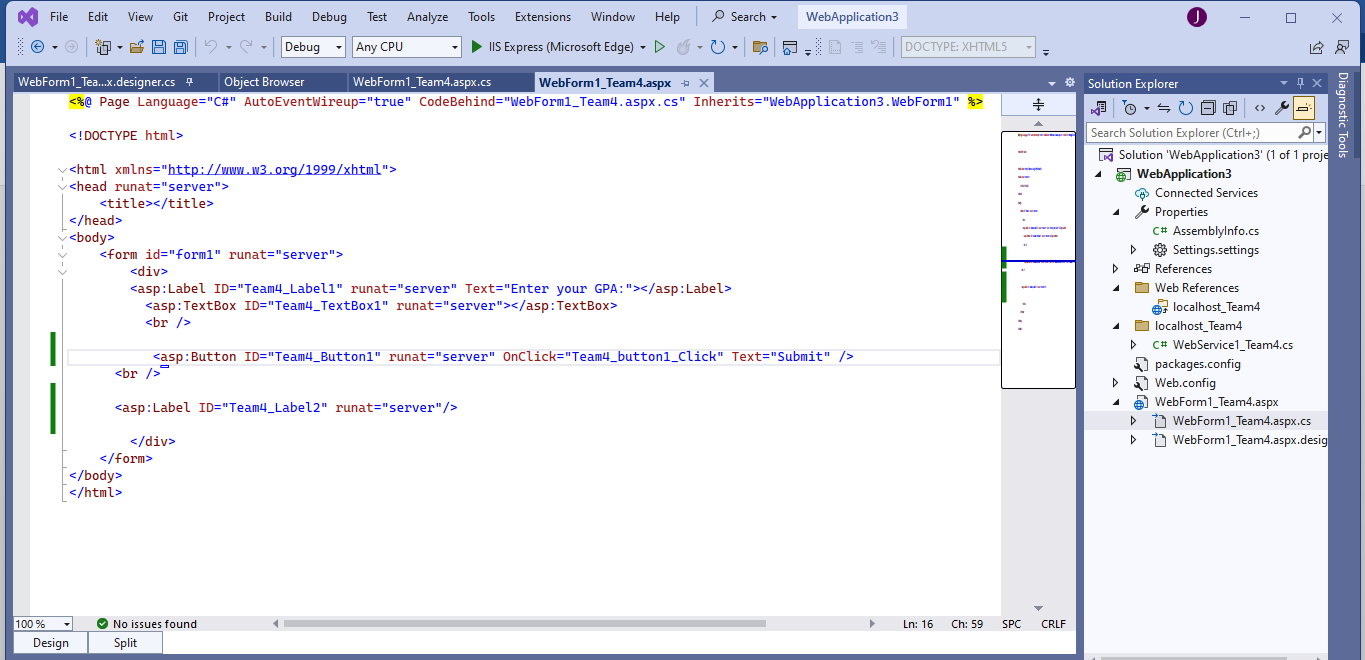 File Edit View Git Project Build Debug Test Analyze Tools Extensions Window Help Search WebApplication3 J
Debug Any CPU IIS Express (Microsoft Edge) DOCTYPE: XHTML5
WebForm1_Tea...x.designer.cs Object Browser WebForm1_Team4.aspx.cs WebForm1_Team4.aspx
<%@ Page Language="C#" AutoEventWireup="true" CodeBehind="WebForm1_Team4.aspx.cs" Inherits="WebApplication3.WebForm1" %>
<!DOCTYPE html>
<html xmlns="http://www.w3.org/1999/xhtml">
<head runat="server">
<title></title>
</head>
<body>
<form id="form1" runat="server">
<div>
<asp:Label ID="Team4_Label1" runat="server" Text="Enter your GPA:"></asp:Label>
<asp:TextBox ID="Team4_TextBox1" runat="server"></asp:TextBox>
<br />
<asp:Button ID="Team4_Button1" runat="server" OnClick="Team4_button1_Click" Text="Submit" />
<br />
<asp:Label ID="Team4_Label2" runat="server"/>
</div>
</form>
</body>
</html>
100 % No issues found Ln: 16 Ch: 59 SPC CRLF
Design Split
Solution Explorer
Search Solution Explorer (Ctrl+;)
Solution 'WebApplication3' (1 of 1 proje
WebApplication3
Connected Services
Properties
C# AssemblyInfo.cs
Settings.settings
References
Web References
localhost_Team4
localhost_Team4
C# WebService1_Team4.cs
packages.config
Web.config
WebForm1_Team4.aspx
WebForm1_Team4.aspx.cs
WebForm1_Team4.aspx.desig
Diagnostic Tools